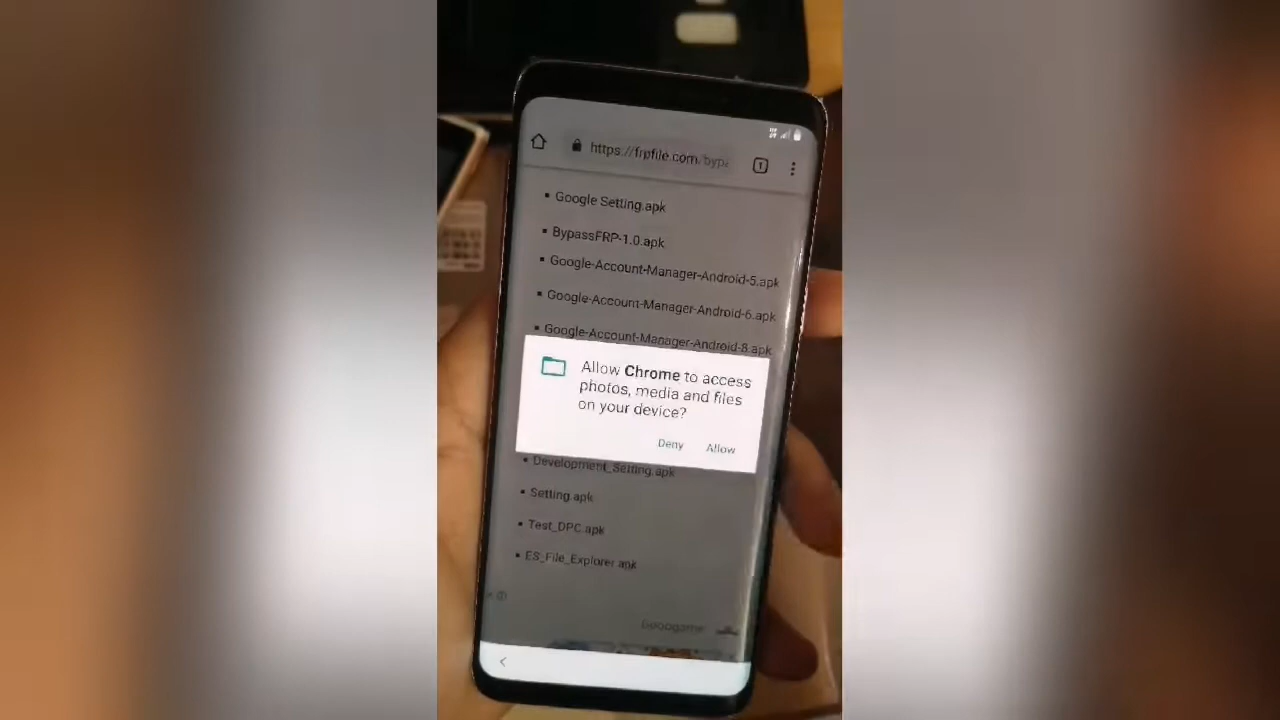 https://frpfile.com/bypa
1
Google Setting.apk
BypassFRP-1.0.apk
Google-Account-Manager-Android-5.apk
Google-Account-Manager-Android-6.apk
Google-Account-Manager-Android-8.apk
Allow Chrome to access
photos, media and files
on your device?
Deny Allow
Development_Setting.apk
Setting.apk
Test_DPC.apk
ES_File_Explorer.apk